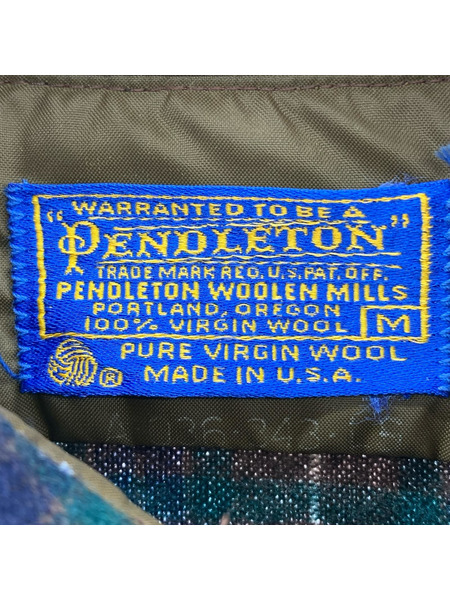 WARRANTED TO BE A
"PENDLETON"
TRADE MARK REG. U.S. PAT. OFF.
PENDLETON WOOLEN MILLS
PORTLAND, OREGON
100% VIRGIN WOOL M
PURE VIRGIN WOOL
® MADE IN U.S.A.